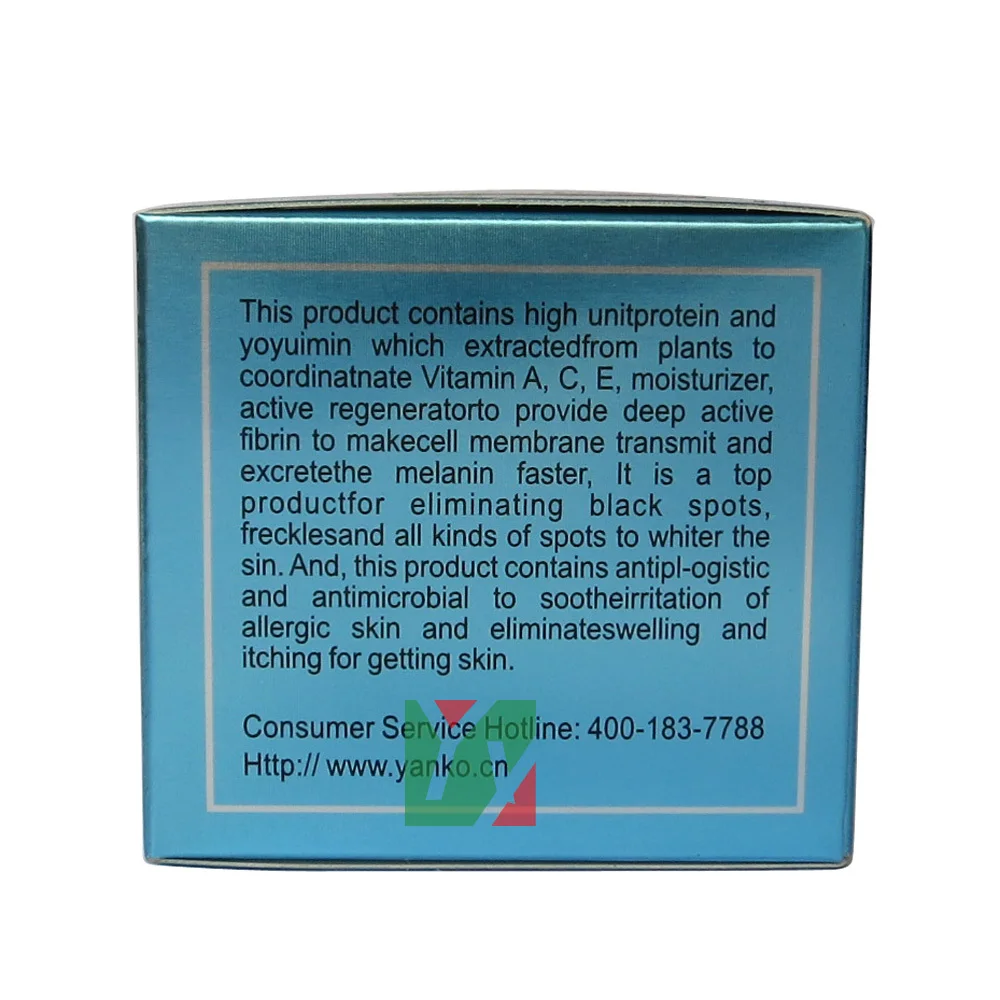 This product contains high unitprotein and
yoyuimin which extractedfrom plants to
coordinatnate Vitamin A, C, E, moisturizer,
active regeneratorto provide deep active
fibrin to makecell membrane transmit and
excretethe melanin faster, It is a top
productfor eliminating black spots,
frecklesand all kinds of spots to whiter the
sin. And, this product contains antipl-ogistic
and antimicrobial to sootheirritation of
allergic skin and eliminateswelling and
itching for getting skin.
Consumer Service Hotline: 400-183-7788
Http:// www.yanko.cn